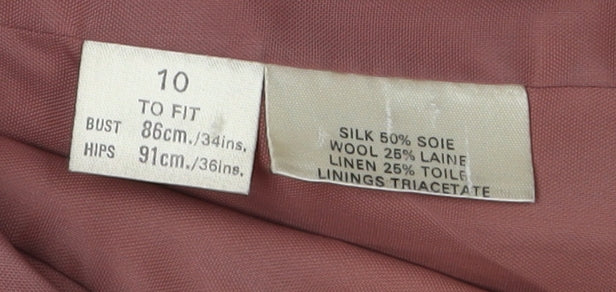 10
TO FIT
BUST 86cm./34ins.
HIPS 91cm./36ins.
SILK 50% SOIE
WOOL 25% LAINE
LINEN 25% TOILE
LININGS TRIACETATE